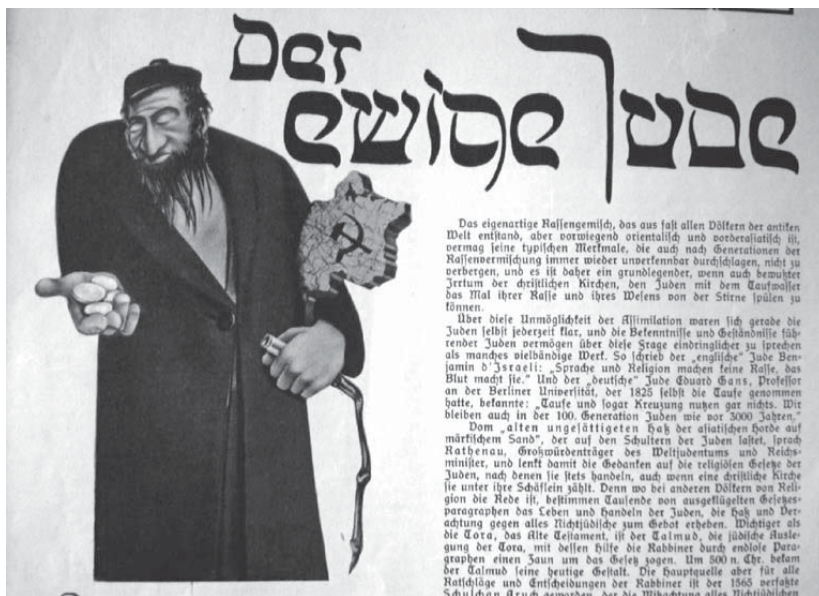 Der
ewige Jude
Das eigenartige Rassengemisch, das aus fast allen Völkern der antiken
Welt entstand, aber vorwiegend orientalisch und vorderasiatisch ist,
vermag seine typischen Merkmale, die auch nach Generationen der
Rassenvermischung immer wieder unverkennbar durchschlagen, nicht zu
verbergen, und es ist daher ein grundlegender, wenn auch bewußter
Irrtum der christlichen Kirchen, den Juden mit dem Taufwasser
das Mal ihrer Rasse und ihres Wesens von der Stirne spülen zu
können.
Über diese Unmöglichkeit der Assimilation waren sich gerade die
Juden selbst jederzeit klar, und die Bekenntnisse und Geständnisse füh-
render Juden vermögen über diese Frage eindringlicher zu sprechen
als manches vielbändige Werk. So schrieb der „englische“ Jude Ben-
jamin d'Israeli: „Sprache und Religion machen keine Rasse, das
Blut macht sie.“ Und der „deutsche“ Jude Eduard Gans, Professor
an der Berliner Universität, der 1825 selbst die Taufe genommen
hatte, bekannte: „Taufe und sogar Kreuzung nutzen gar nichts. Wir
bleiben auch in der 100. Generation Juden wie vor 3000 Jahren.“
Vom „alten ungesättigten Haß der asiatischen Horde auf
märkischem Sand“, der auf den Schultern der Juden lastet, sprach
Rathenau, Großwürdenträger des Weltjudentums und Reichs-
minister, und lenkt damit die Gedanken auf die religiösen Gesetze der
Juden, nach denen sie stets handeln, auch wenn eine christliche Kirche
sie unter ihre Schäflein zählt. Denn wo bei anderen Völkern von Reli-
gion die Rede ist, bestimmen Tausende von ausgeklügelten Gesetzes-
paragraphen das Leben und Handeln der Juden, die Haß und Ver-
achtung gegen alles Nichtjüdische zum Gebot erheben. Wichtiger als
die Tora, das Alte Testament, ist der Talmud, die jüdische Ausle-
gung der Tora, mit dessen Hilfe die Rabbiner durch endlose Para-
graphen einen Zaun um das Gesetz zogen. Um 500 n. Chr. bekam
der Talmud seine heutige Gestalt. Die Hauptquelle aber für alle
Ratschläge und Entscheidungen der Rabbiner ist der 1565 verfaßte
Schulchan Aruch geworden, der die Mißachtung alles Nichtjüdischen